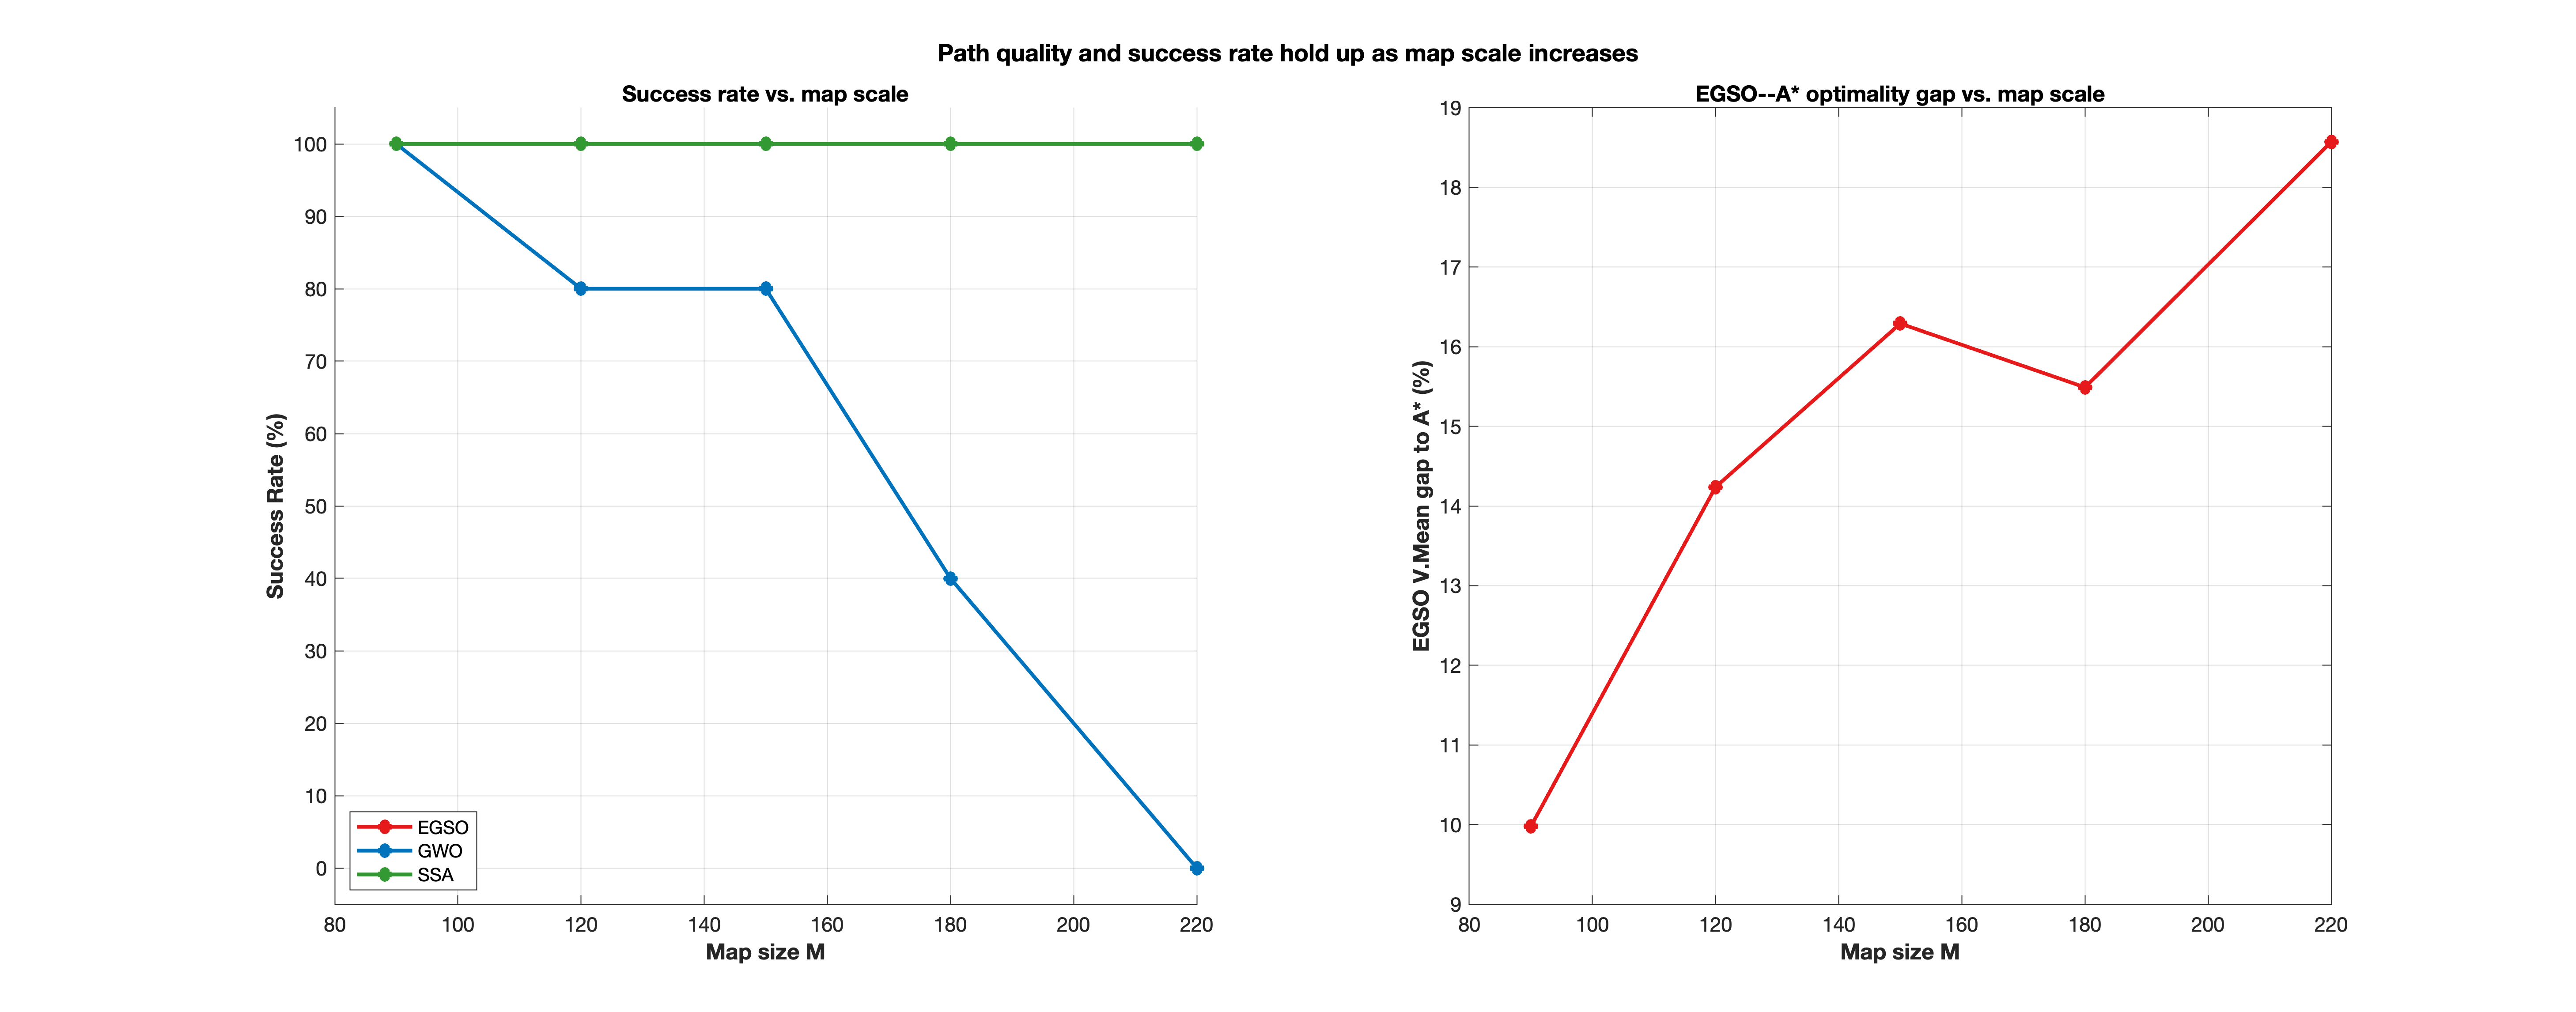 Path quality and success rate hold up as map scale increases
Success rate vs. map scale
Success Rate (%)
100
90
80
70
60
50
40
30
20
10
0
EGSO
GWO
SSA
80 100 120 140 160 180 200 220
Map size M
EGSO--A* optimality gap vs. map scale
EGSO V.Mean gap to A* (%)
19
18
17
16
15
14
13
12
11
10
9
80 100 120 140 160 180 200 220
Map size M